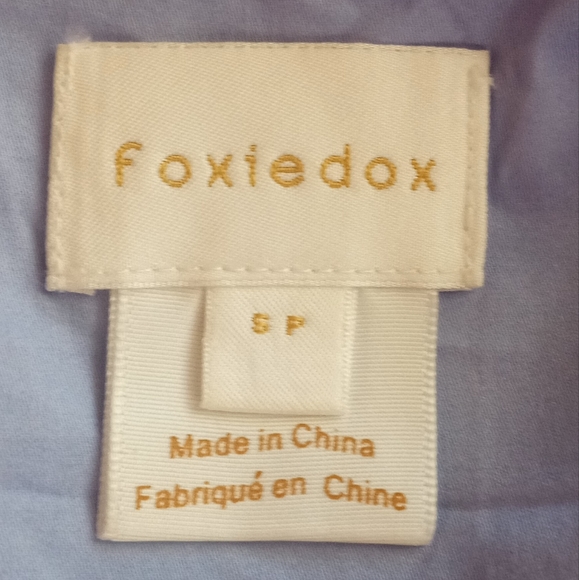 foxiedox
SP
Made in China
Fabriqué en Chine